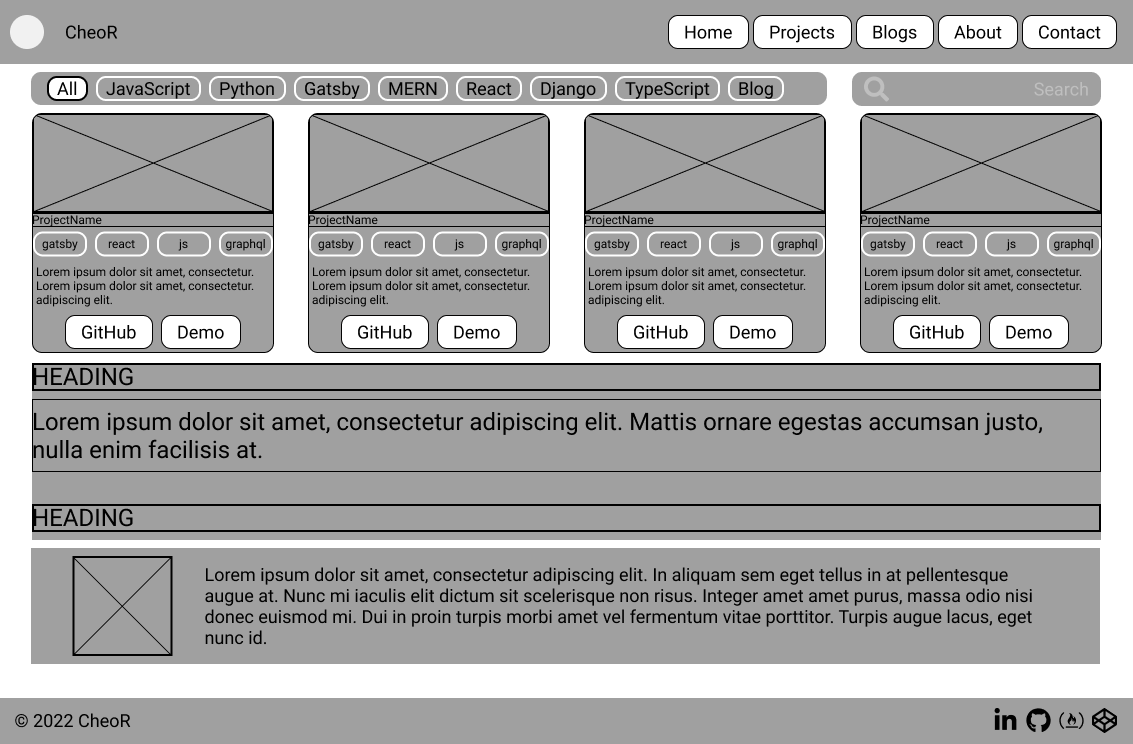 CheoR
Home Projects Blogs About Contact
All JavaScript Python Gatsby MERN React Django TypeScript Blog Search
ProjectName ProjectName ProjectName ProjectName
gatsby react js graphql gatsby react js graphql gatsby react js graphql gatsby react js graphql
Lorem ipsum dolor sit amet, consectetur. Lorem ipsum dolor sit amet, consectetur. Lorem ipsum dolor sit amet, consectetur. Lorem ipsum dolor sit amet, consectetur.
Lorem ipsum dolor sit amet, consectetur. Lorem ipsum dolor sit amet, consectetur. Lorem ipsum dolor sit amet, consectetur. Lorem ipsum dolor sit amet, consectetur.
adipiscing elit. adipiscing elit. adipiscing elit. adipiscing elit.
GitHub Demo GitHub Demo GitHub Demo GitHub Demo
HEADING
Lorem ipsum dolor sit amet, consectetur adipiscing elit. Mattis ornare egestas accumsan justo,
nulla enim facilisis at.
HEADING
Lorem ipsum dolor sit amet, consectetur adipiscing elit. In aliquam sem eget tellus in at pellentesque
augue at. Nunc mi iaculis elit dictum sit scelerisque non risus. Integer amet amet purus, massa odio nisi
donec euismod mi. Dui in proin turpis morbi amet vel fermentum vitae porttitor. Turpis augue lacus, eget
nunc id.
© 2022 CheoR